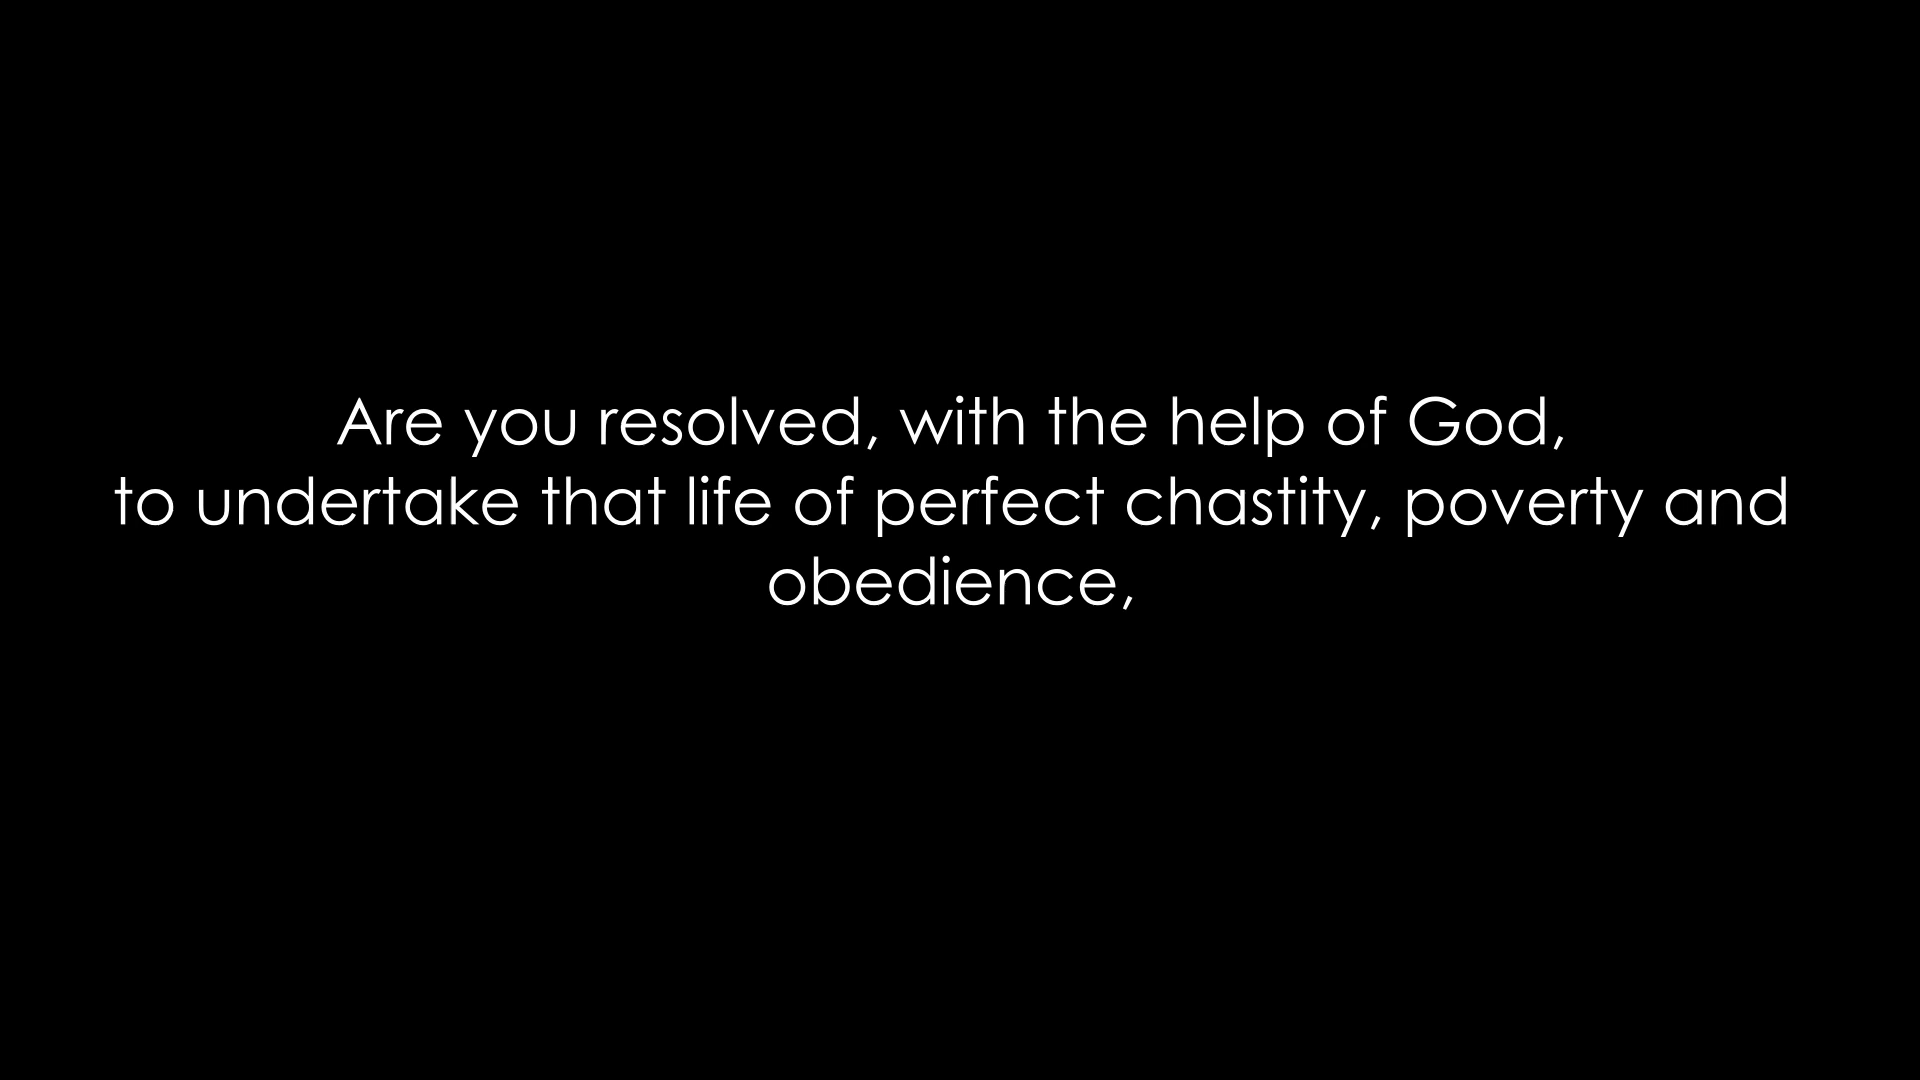 Are you resolved, with the help of God,
to undertake that life of perfect chastity, poverty and
obedience,